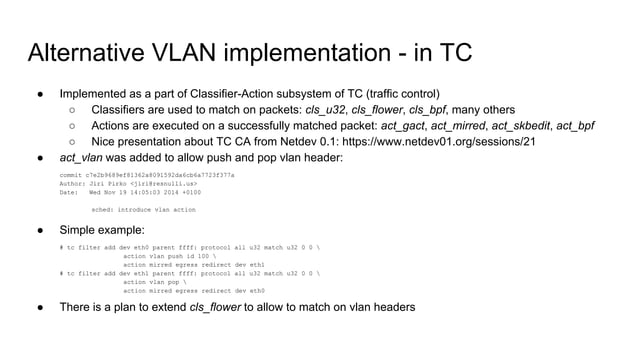 Alternative VLAN implementation - in TC
● Implemented as a part of Classifier-Action subsystem of TC (traffic control)
○ Classifiers are used to match on packets: cls_u32, cls_flower, cls_bpf, many others
○ Actions are executed on a successfully matched packet: act_gact, act_mirred, act_skbedit, act_bpf
○ Nice presentation about TC CA from Netdev 0.1: https://www.netdev01.org/sessions/21
● act_vlan was added to allow push and pop vlan header:
commit c7e2b9689ef81362a8091592da6cb6a7723f377a
Author: Jiri Pirko <jiri@resnulli.us>
Date: Wed Nov 19 14:05:03 2014 +0100
sched: introduce vlan action
● Simple example:
# tc filter add dev eth0 parent ffff: protocol all u32 match u32 0 0 \
action vlan push id 100 \
action mirred egress redirect dev eth1
# tc filter add dev eth1 parent ffff: protocol all u32 match u32 0 0 \
action vlan pop \
action mirred egress redirect dev eth0
● There is a plan to extend cls_flower to allow to match on vlan headers